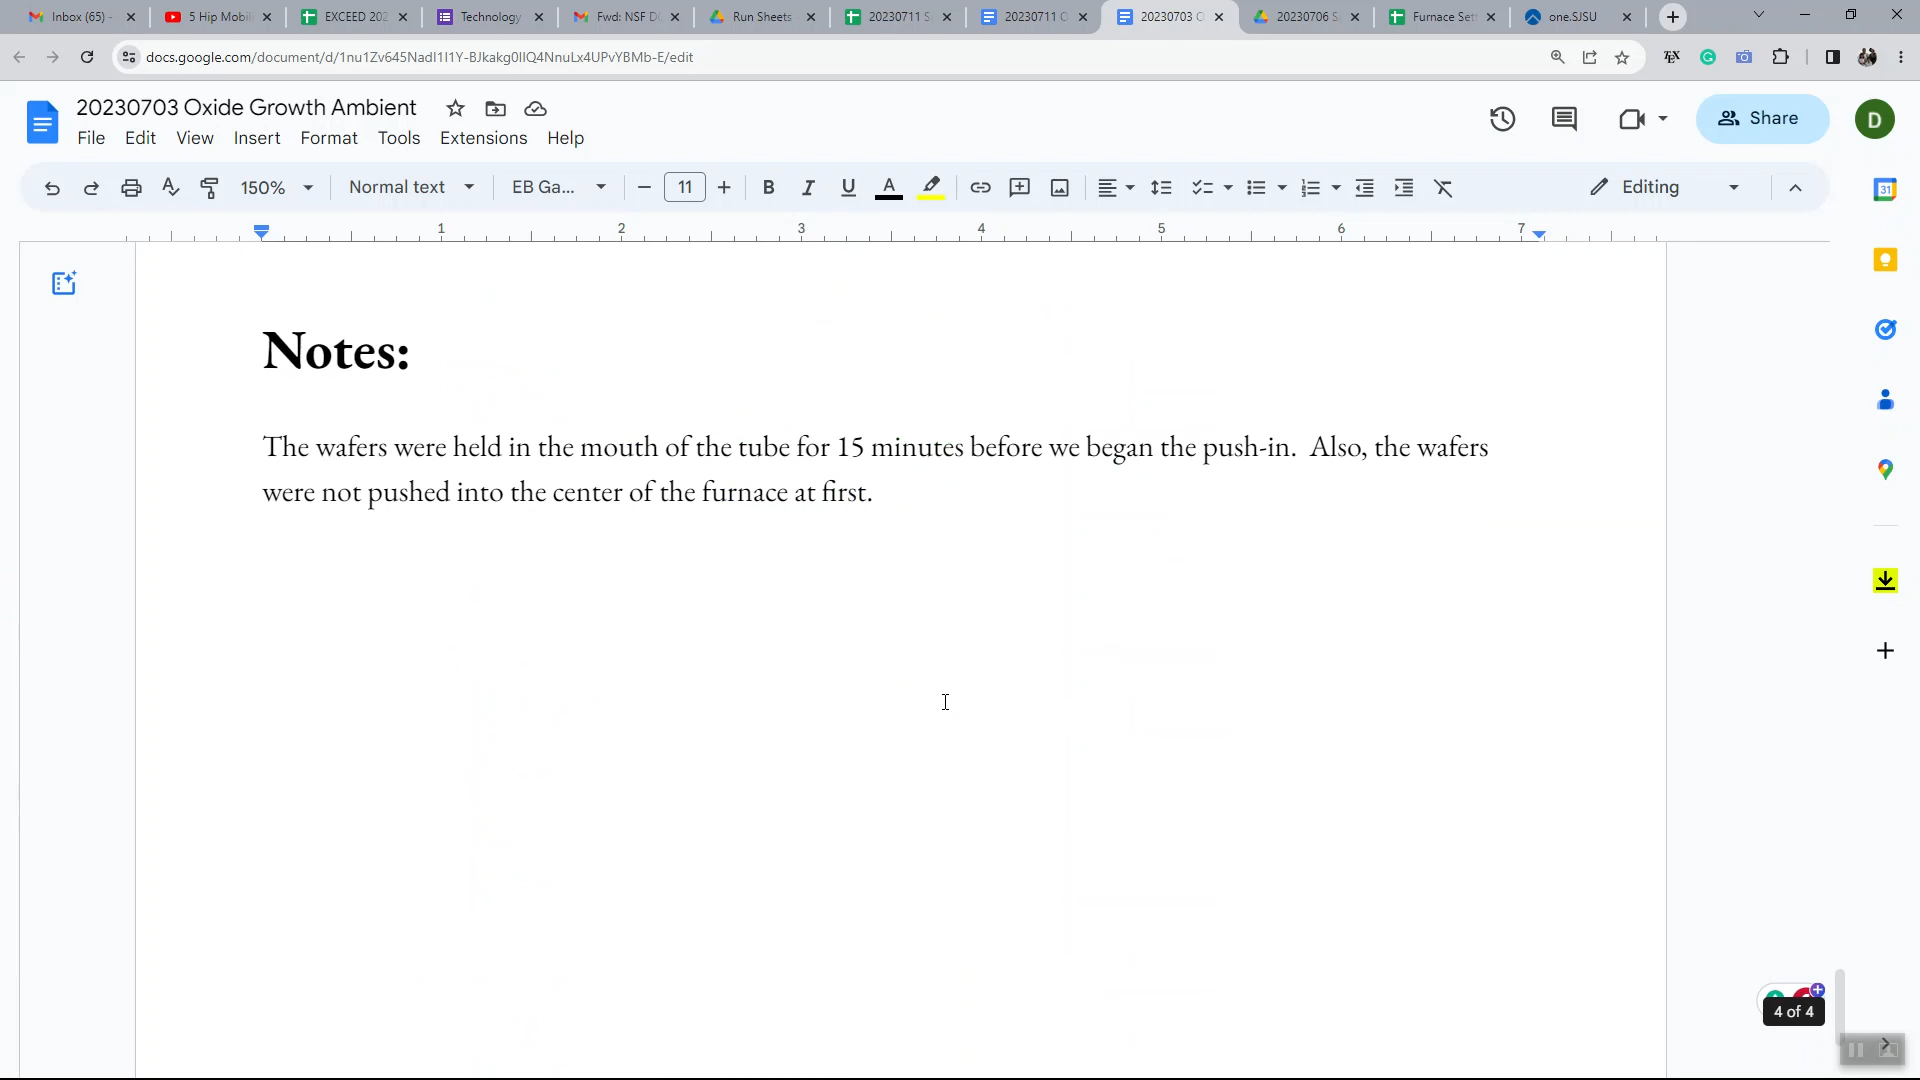 Inbox (65) -
5 Hip Mobil
EXCEED 202
Technology
Fwd: NSF D
Run Sheets
20230711 S
20230711 O
20230703 O
20230706 S
Furnace Set
one.SJSU
docs.google.com/document/d/1nu1Zv645NadI1I1Y-BJkakg0lIQ4NnuLx4UPvYBMb-E/edit
20230703 Oxide Growth Ambient
Share
D
File Edit View Insert Format Tools Extensions Help
150% Normal text EB Ga... 11 B I U A Editing
31
1 2 3 4 5 6 7
Notes:
The wafers were held in the mouth of the tube for 15 minutes before we began the push-in. Also, the wafers
were not pushed into the center of the furnace at first.
4 of 4